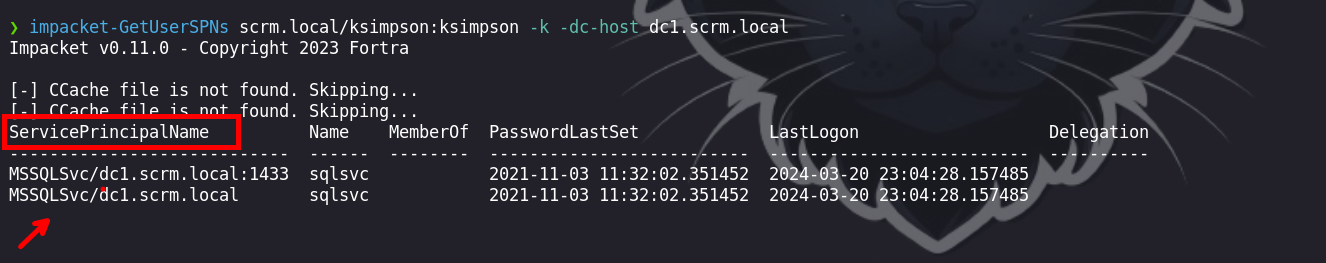 ❯ impacket-GetUserSPNs scrm.local/ksimpson:ksimpson -k -dc-host dc1.scrm.local
Impacket v0.11.0 - Copyright 2023 Fortra
[-] CCache file is not found. Skipping...
[-] CCache file is not found. Skipping...
ServicePrincipalName Name MemberOf PasswordLastSet LastLogon Delegation
---------------------------- ------ -------- -------------------------- -------------------------- ----------
MSSQLSvc/dc1.scrm.local:1433 sqlsvc 2021-11-03 11:32:02.351452 2024-03-20 23:04:28.157485
MSSQLSvc/dc1.scrm.local sqlsvc 2021-11-03 11:32:02.351452 2024-03-20 23:04:28.157485